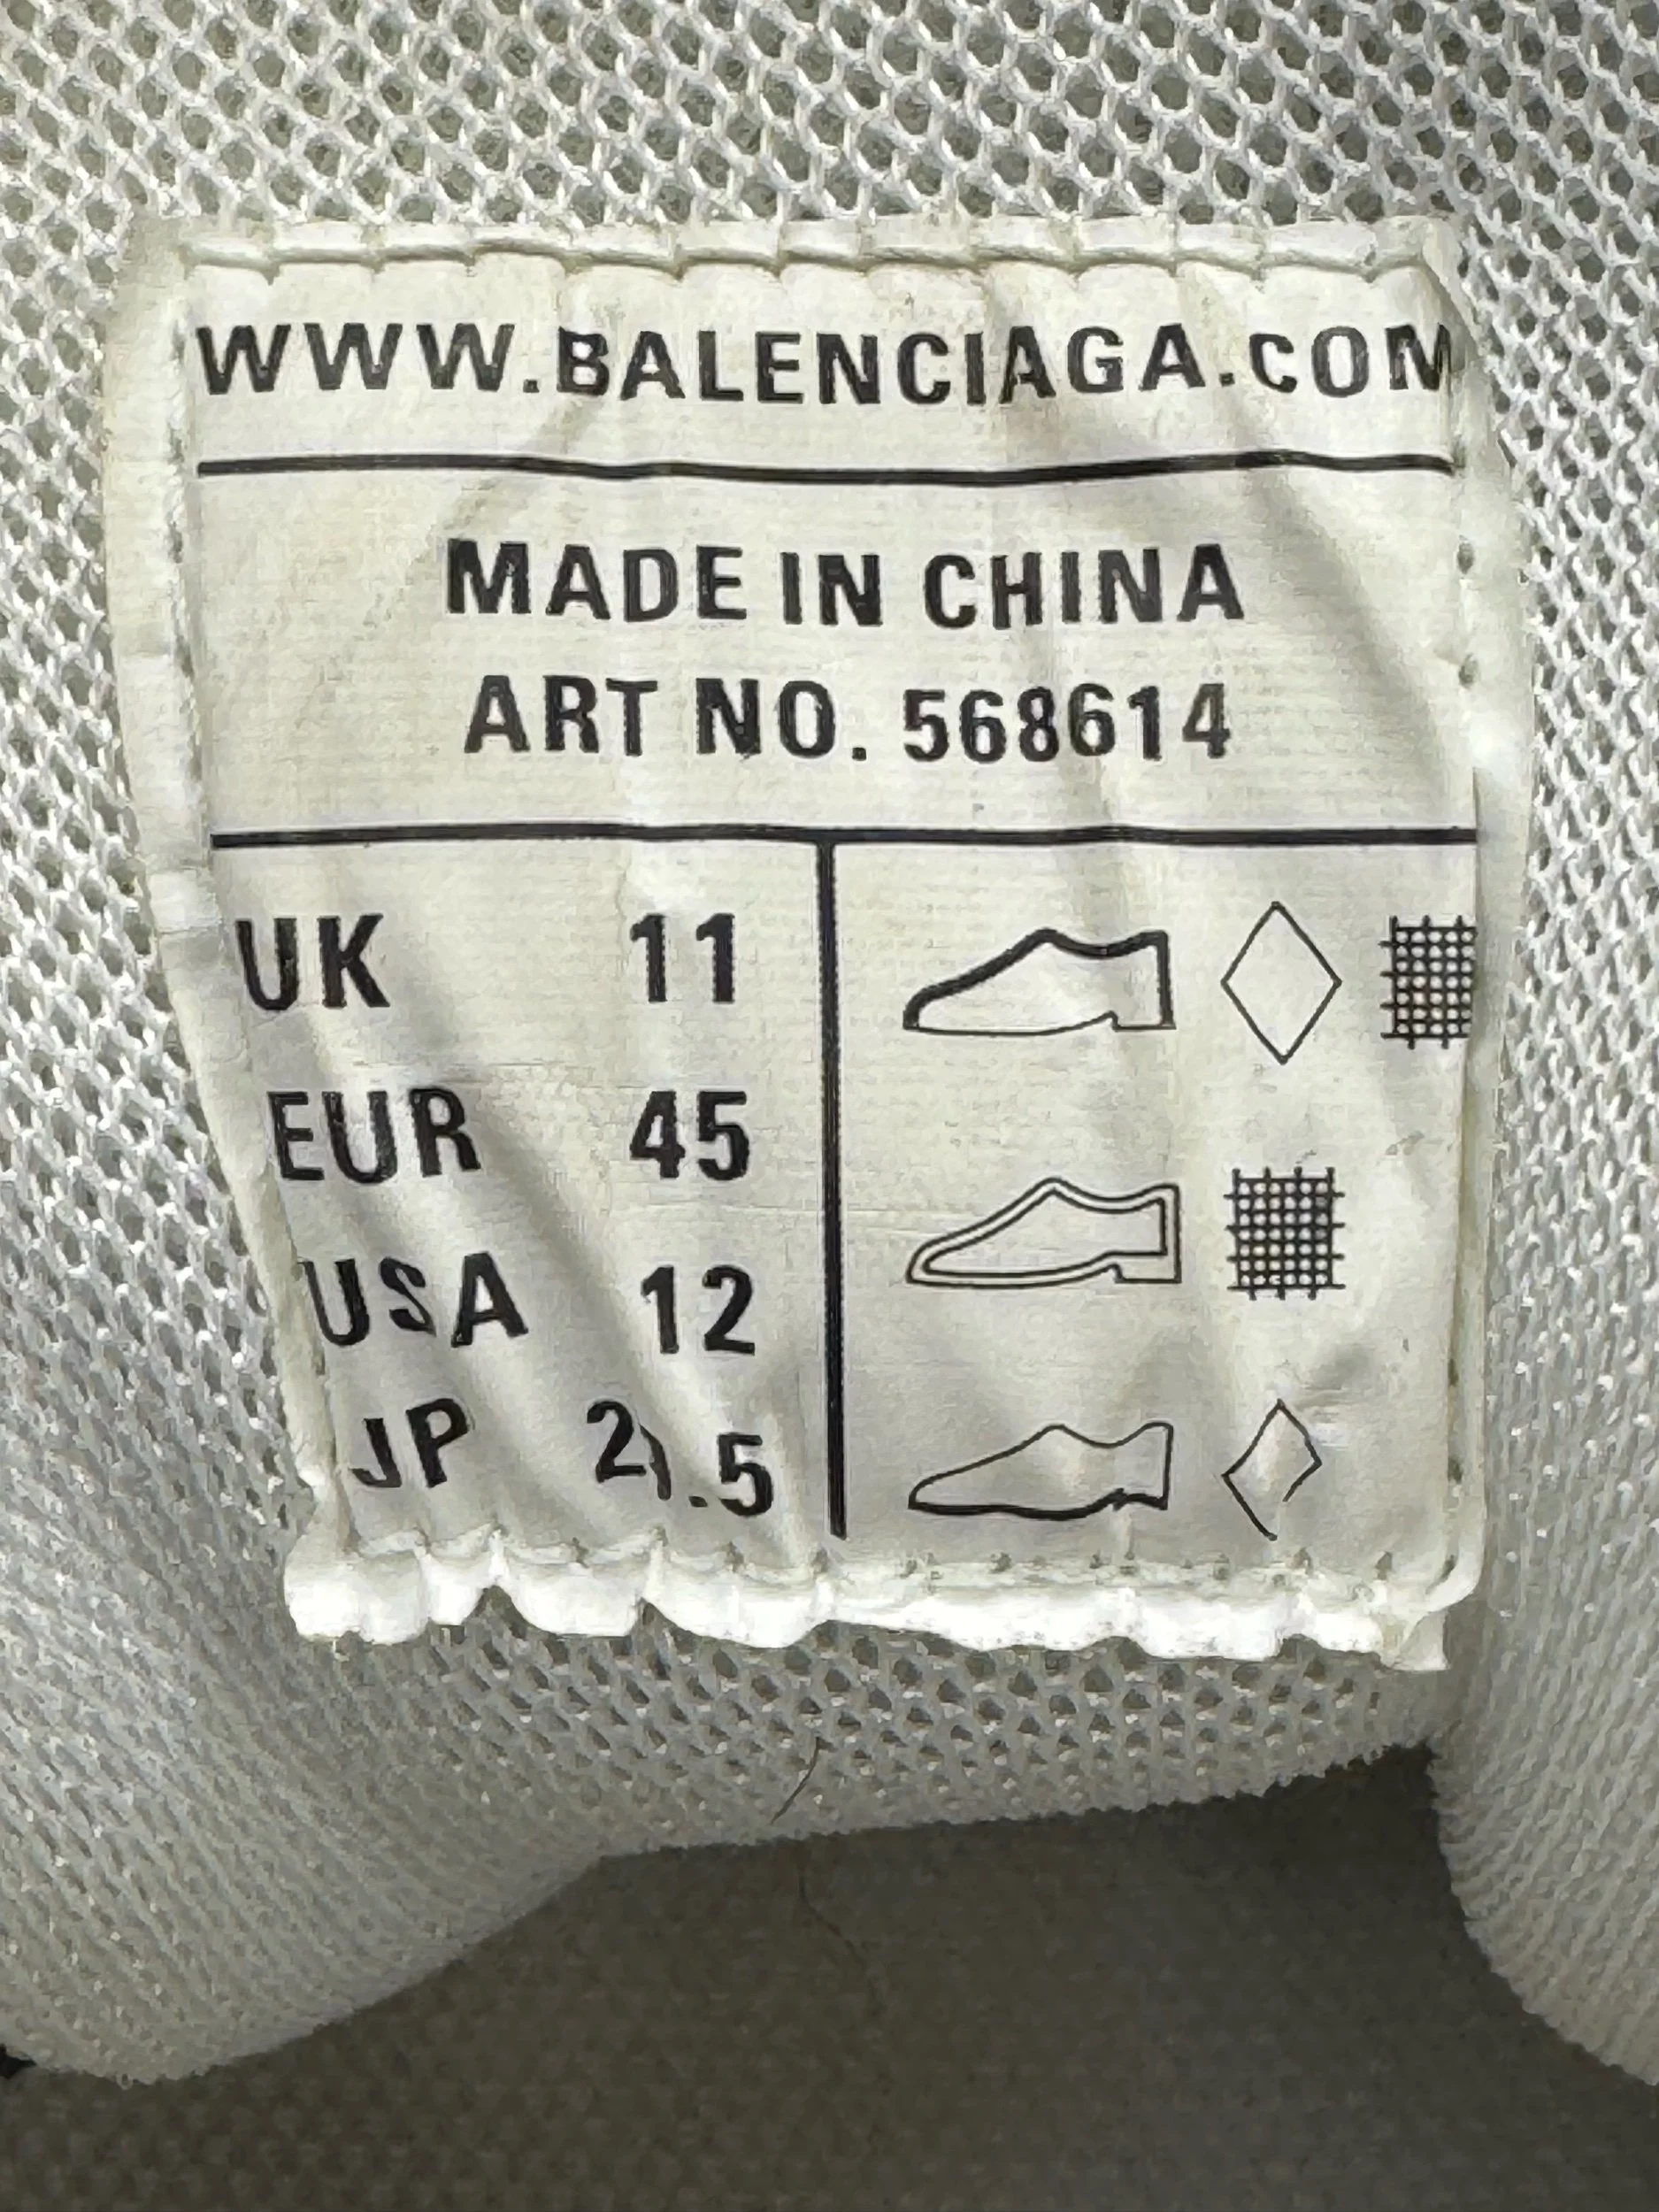 WWW.BALENCIAGA.COM
MADE IN CHINA
ART NO. 568614
UK 11
EUR 45
USA 12
JP